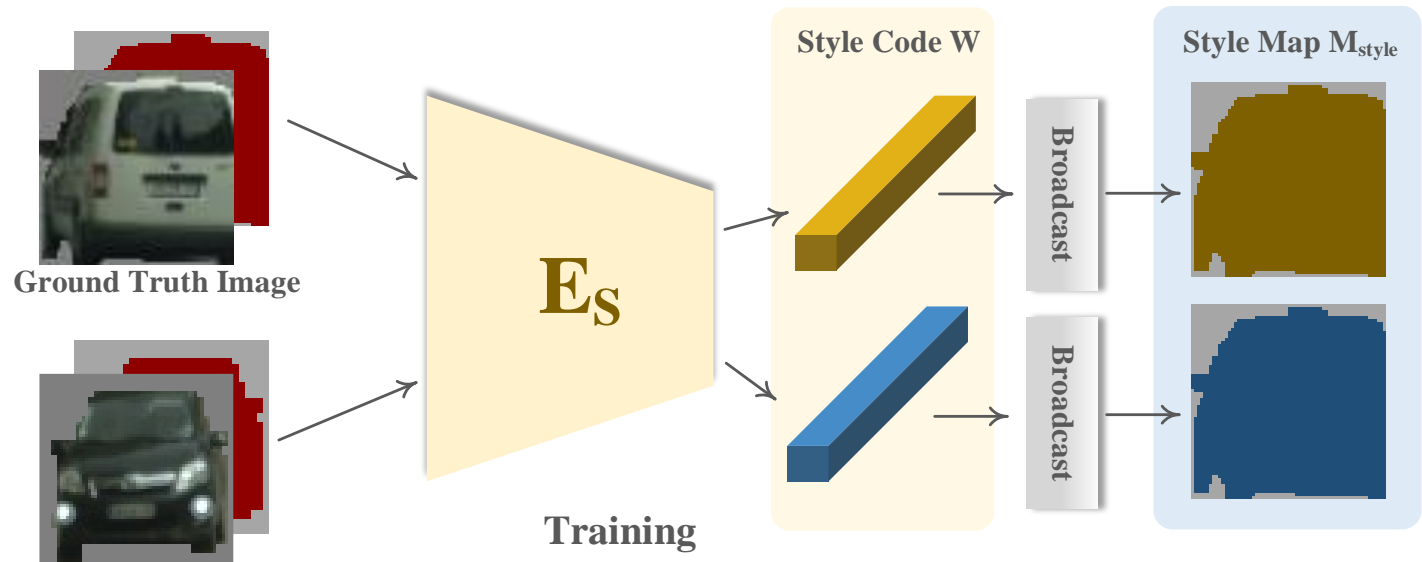 Style Code W
Style Map Mstyle
Ground Truth Image
ES
Broadcast
Broadcast
Training